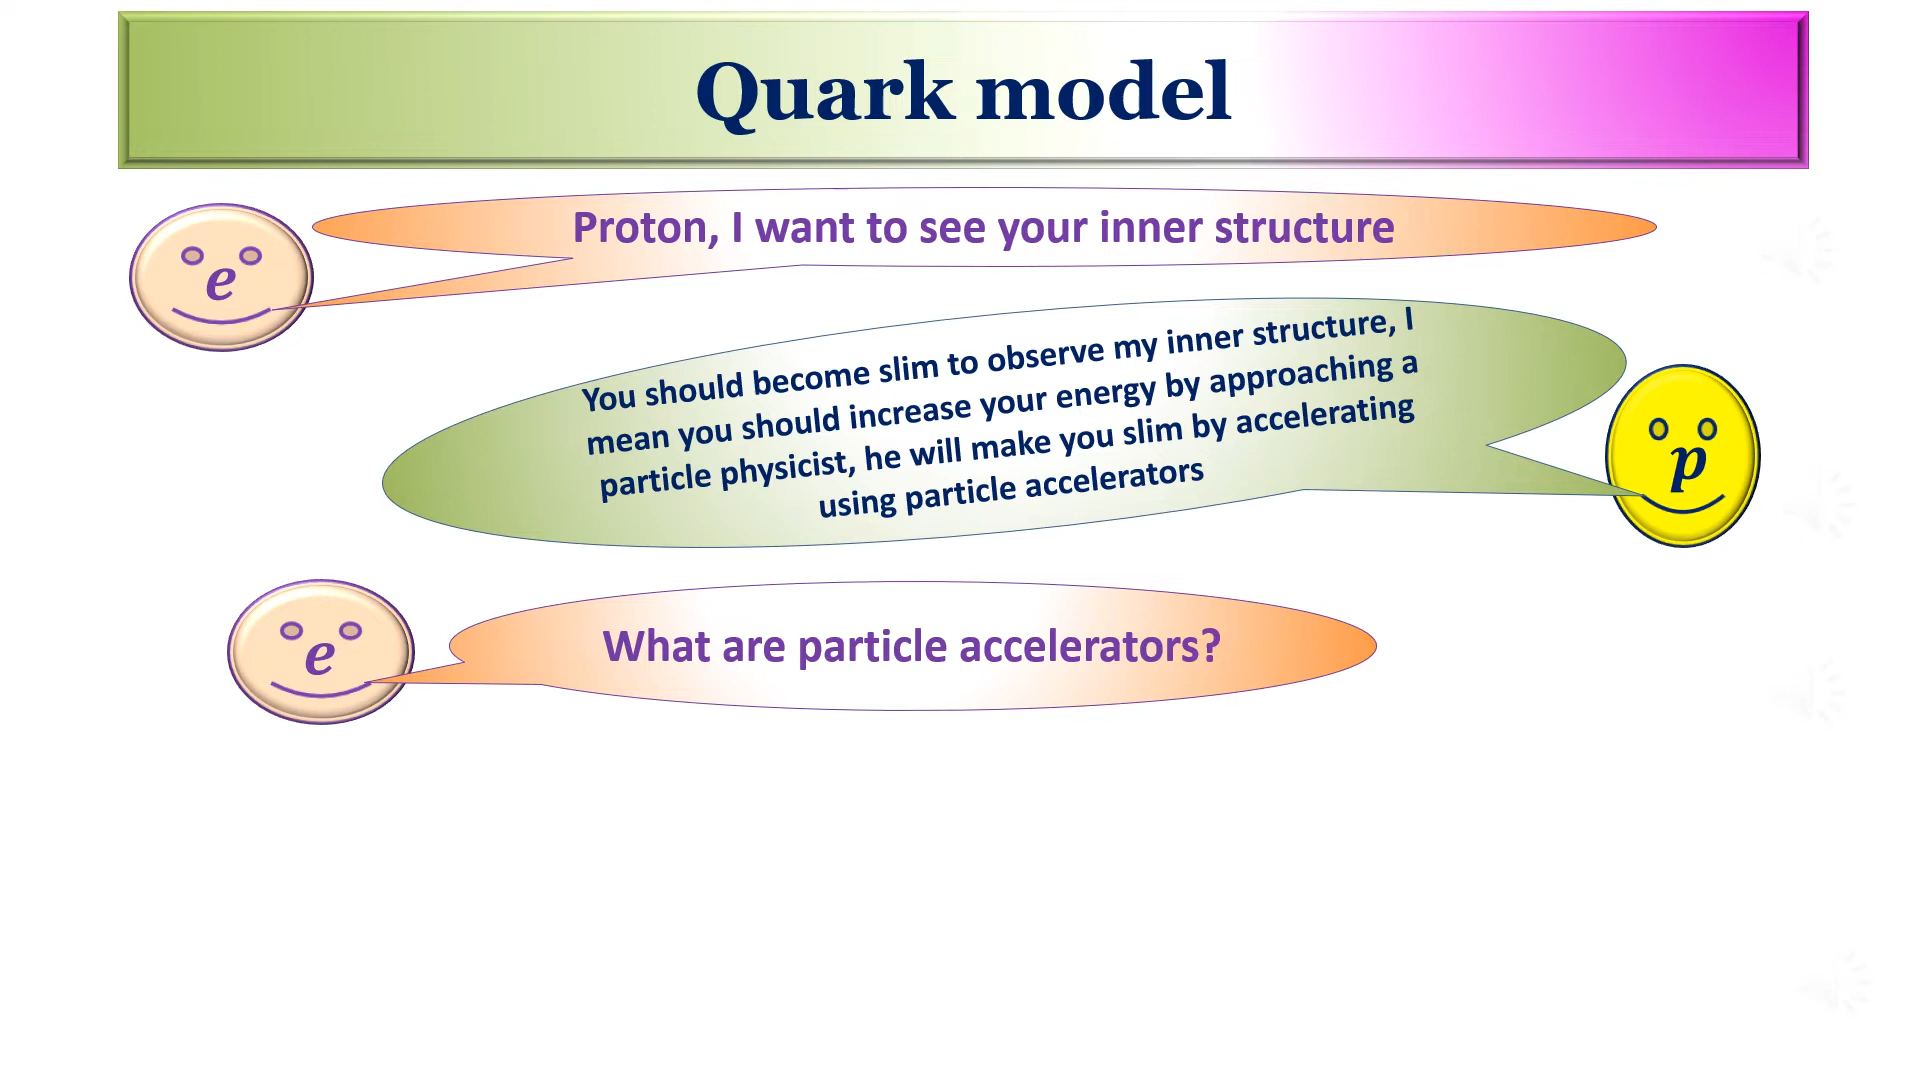 Quark model
Proton, I want to see your inner structure
e
You should become slim to observe my inner structure, I
mean you should increase your energy by approaching a
particle physicist, he will make you slim by accelerating
using particle accelerators
p
e
What are particle accelerators?